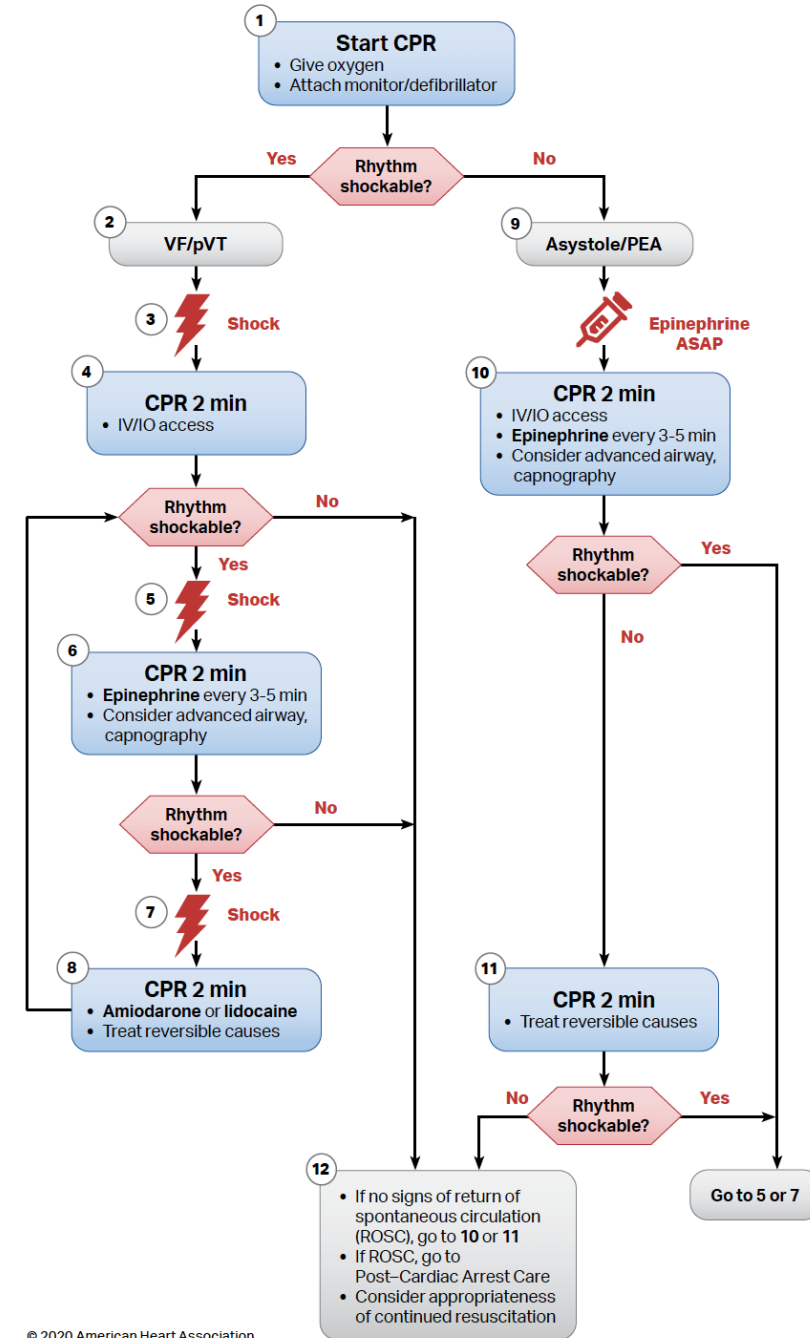 1
Start CPR
• Give oxygen
• Attach monitor/defibrillator
Rhythm
shockable?
Yes
No
2
VF/pVT
3
Shock
4
CPR 2 min
• IV/IO access
Rhythm
shockable?
No
Yes
5
Shock
6
CPR 2 min
• Epinephrine every 3-5 min
• Consider advanced airway,
capnography
Rhythm
shockable?
No
Yes
7
Shock
8
CPR 2 min
• Amiodarone or lidocaine
• Treat reversible causes
9
Asystole/PEA
Epinephrine
ASAP
10
CPR 2 min
• IV/IO access
• Epinephrine every 3-5 min
• Consider advanced airway,
capnography
Rhythm
shockable?
Yes
No
11
CPR 2 min
• Treat reversible causes
No
Rhythm
shockable?
Yes
12
• If no signs of return of
spontaneous circulation
(ROSC), go to 10 or 11
• If ROSC, go to
Post–Cardiac Arrest Care
• Consider appropriateness
of continued resuscitation
Go to 5 or 7
© 2020 American Heart Association